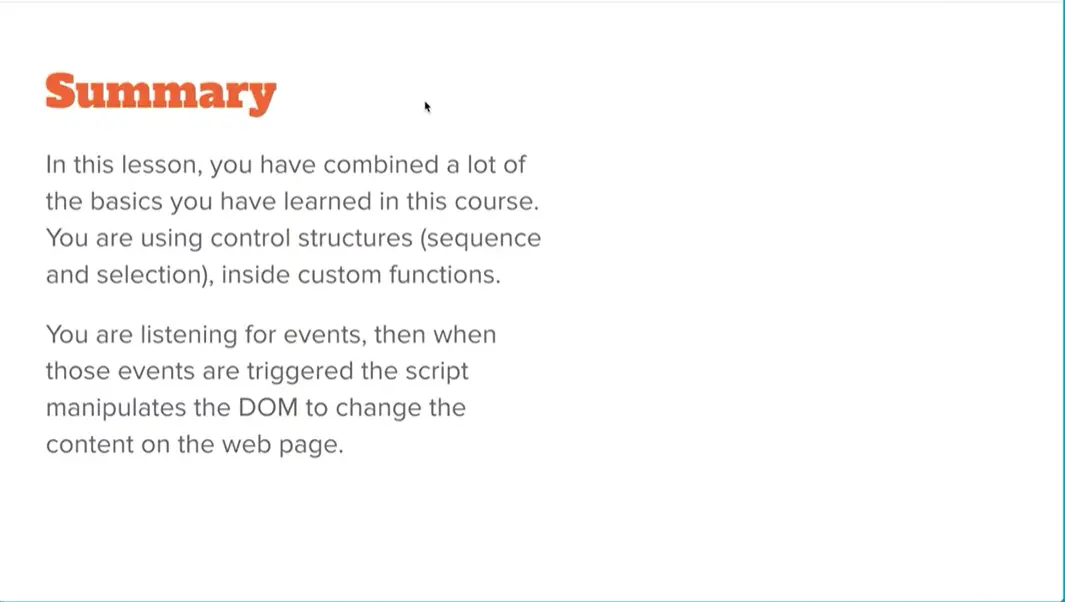 Summary
In this lesson, you have combined a lot of
the basics you have learned in this course.
You are using control structures (sequence
and selection), inside custom functions.
You are listening for events, then when
those events are triggered the script
manipulates the DOM to change the
content on the web page.